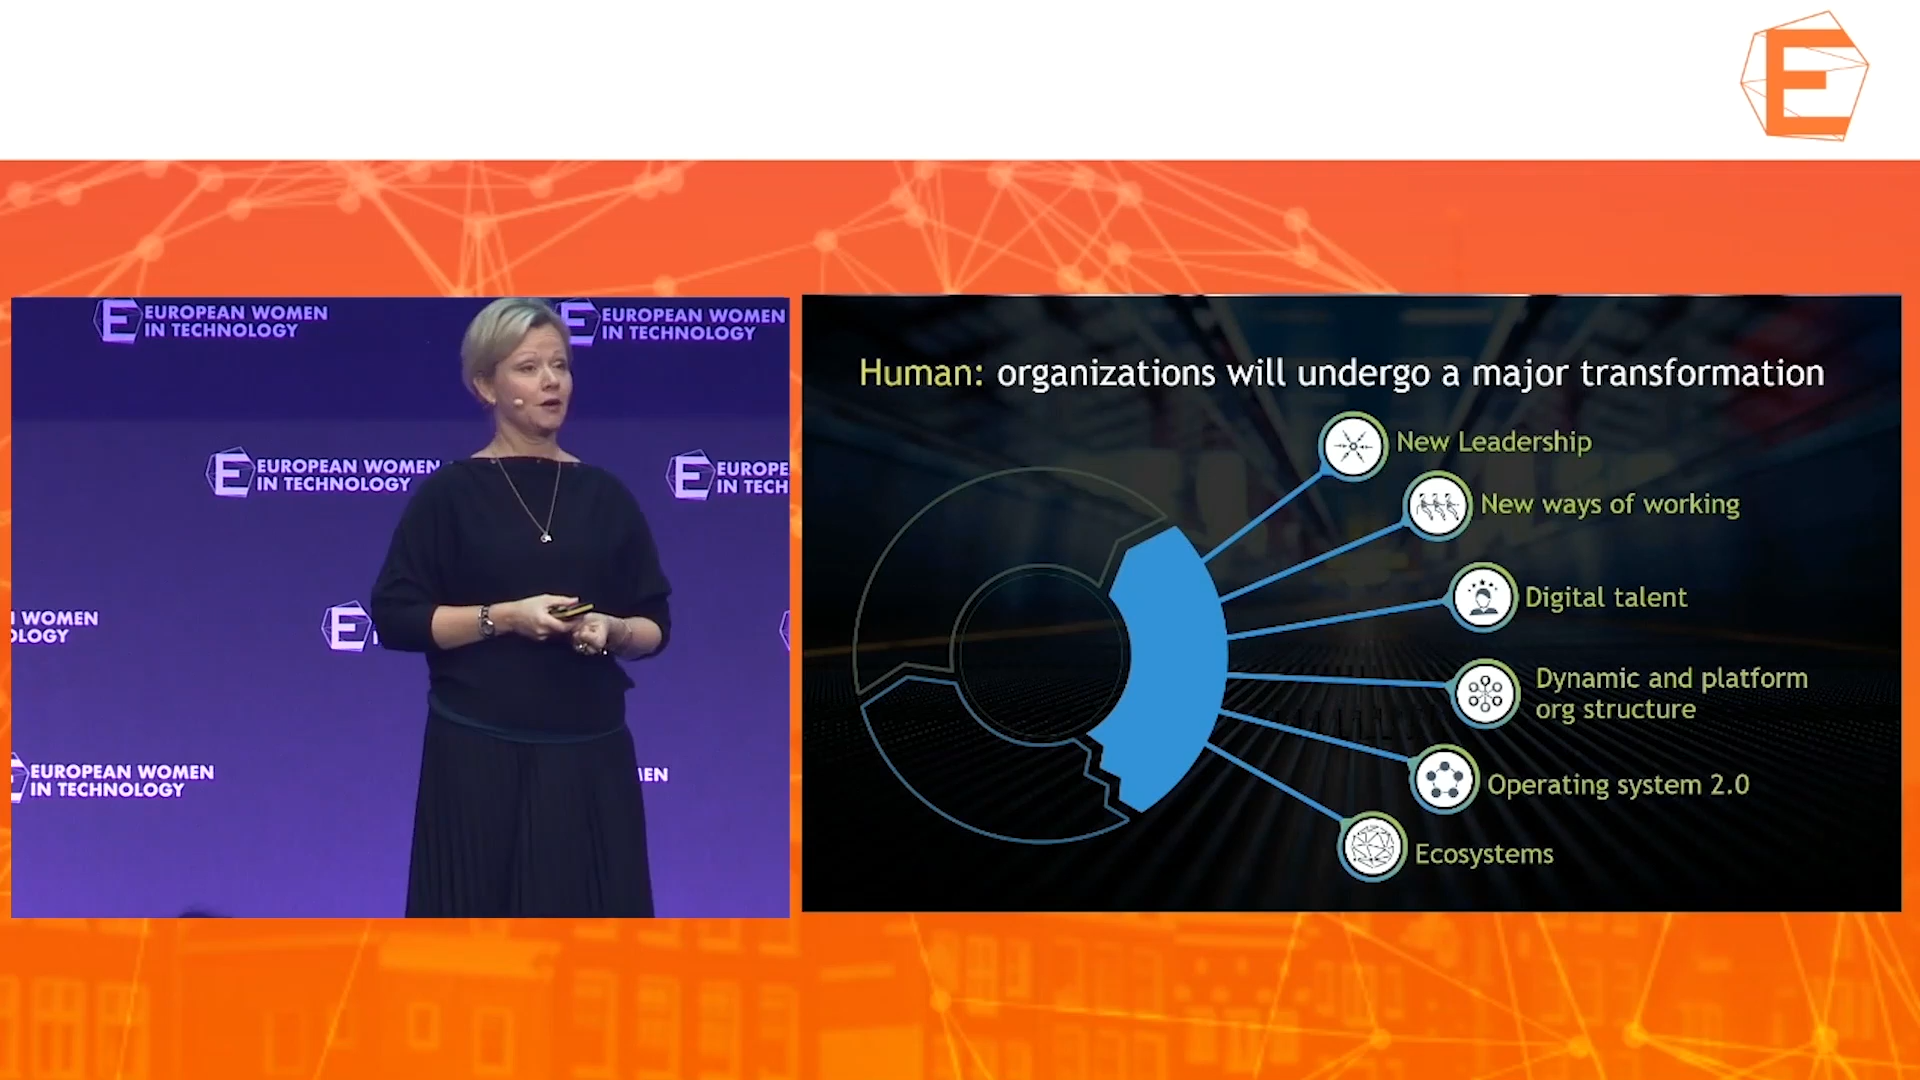 E
E EUROPEAN WOMEN
IN TECHNOLOGY
E EUROPEAN WOMEN
IN TECHNOLOGY
E EUROPEAN WOMEN
IN TECHNOLOGY
E EUROPE
IN TECH
WOMEN
OLOGY
E
EUROPEAN WOMEN
IN TECHNOLOGY
EN
Human: organizations will undergo a major transformation
New Leadership
New ways of working
Digital talent
Dynamic and platform
org structure
Operating system 2.0
Ecosystems